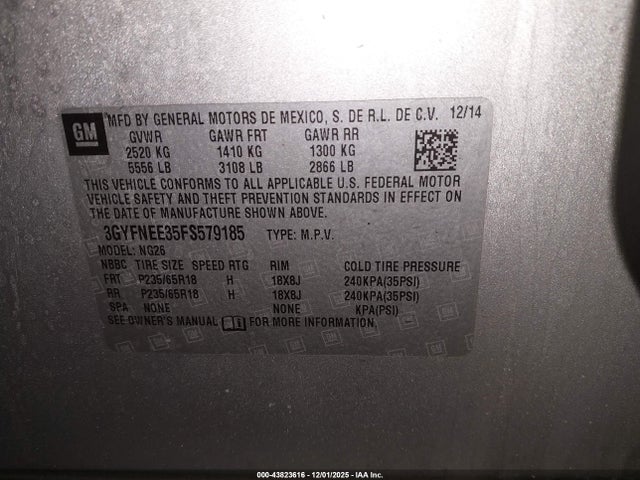 GM
MFD BY GENERAL MOTORS DE MEXICO, S. DE R.L. DE C.V. 12/14
GVWR GAWR FRT GAWR RR
2520 KG 1410 KG 1300 KG
5556 LB 3108 LB 2866 LB
THIS VEHICLE CONFORMS TO ALL APPLICABLE U.S. FEDERAL MOTOR
VEHICLE SAFETY AND THEFT PREVENTION STANDARDS IN EFFECT ON
THE DATE OF MANUFACTURE SHOWN ABOVE.
3GYFNEE35FS579185 TYPE: M.P.V.
MODEL: NG26
NBBC TIRE SIZE SPEED RTG RIM COLD TIRE PRESSURE
FRT P235/65R18 H 18X8J 240KPA(35PSI)
RR P235/65R18 H 18X8J 240KPA(35PSI)
SPA NONE NONE KPA(PSI)
SEE OWNER'S MANUAL FOR MORE INFORMATION.
000-43823616 - 12/01/2025 - IAA Inc.